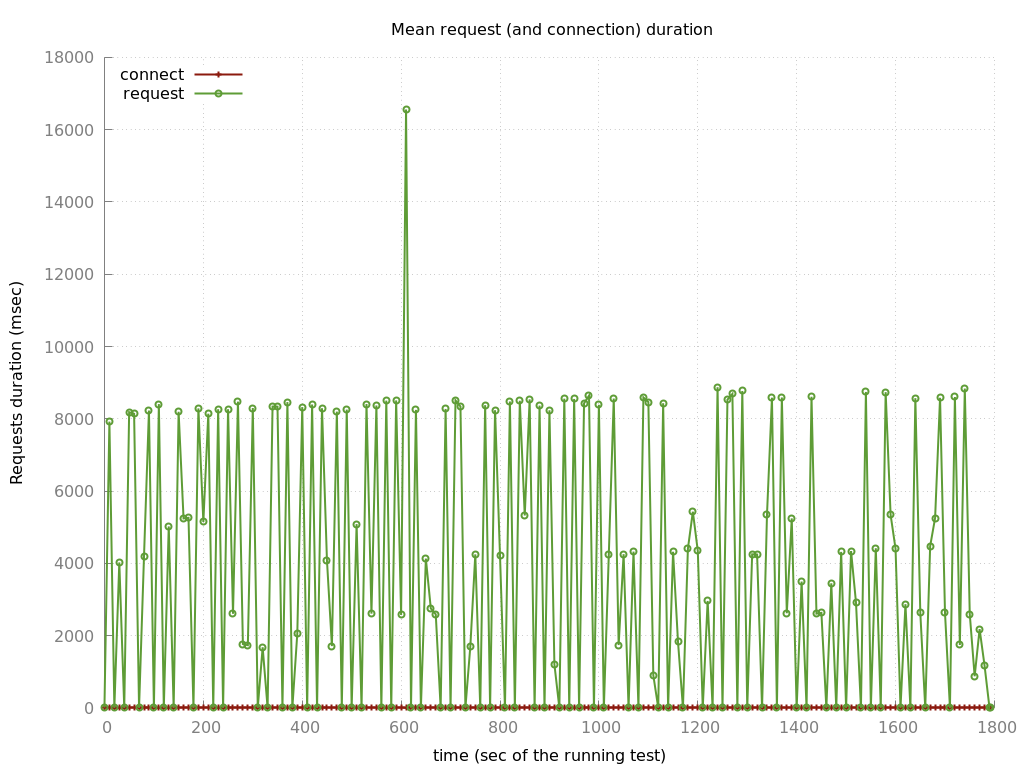 Mean request (and connection) duration
18000
16000
14000
12000
10000
8000
6000
4000
2000
0
connect
request
Requests duration (msec)
0 200 400 600 800 1000 1200 1400 1600 1800
time (sec of the running test)